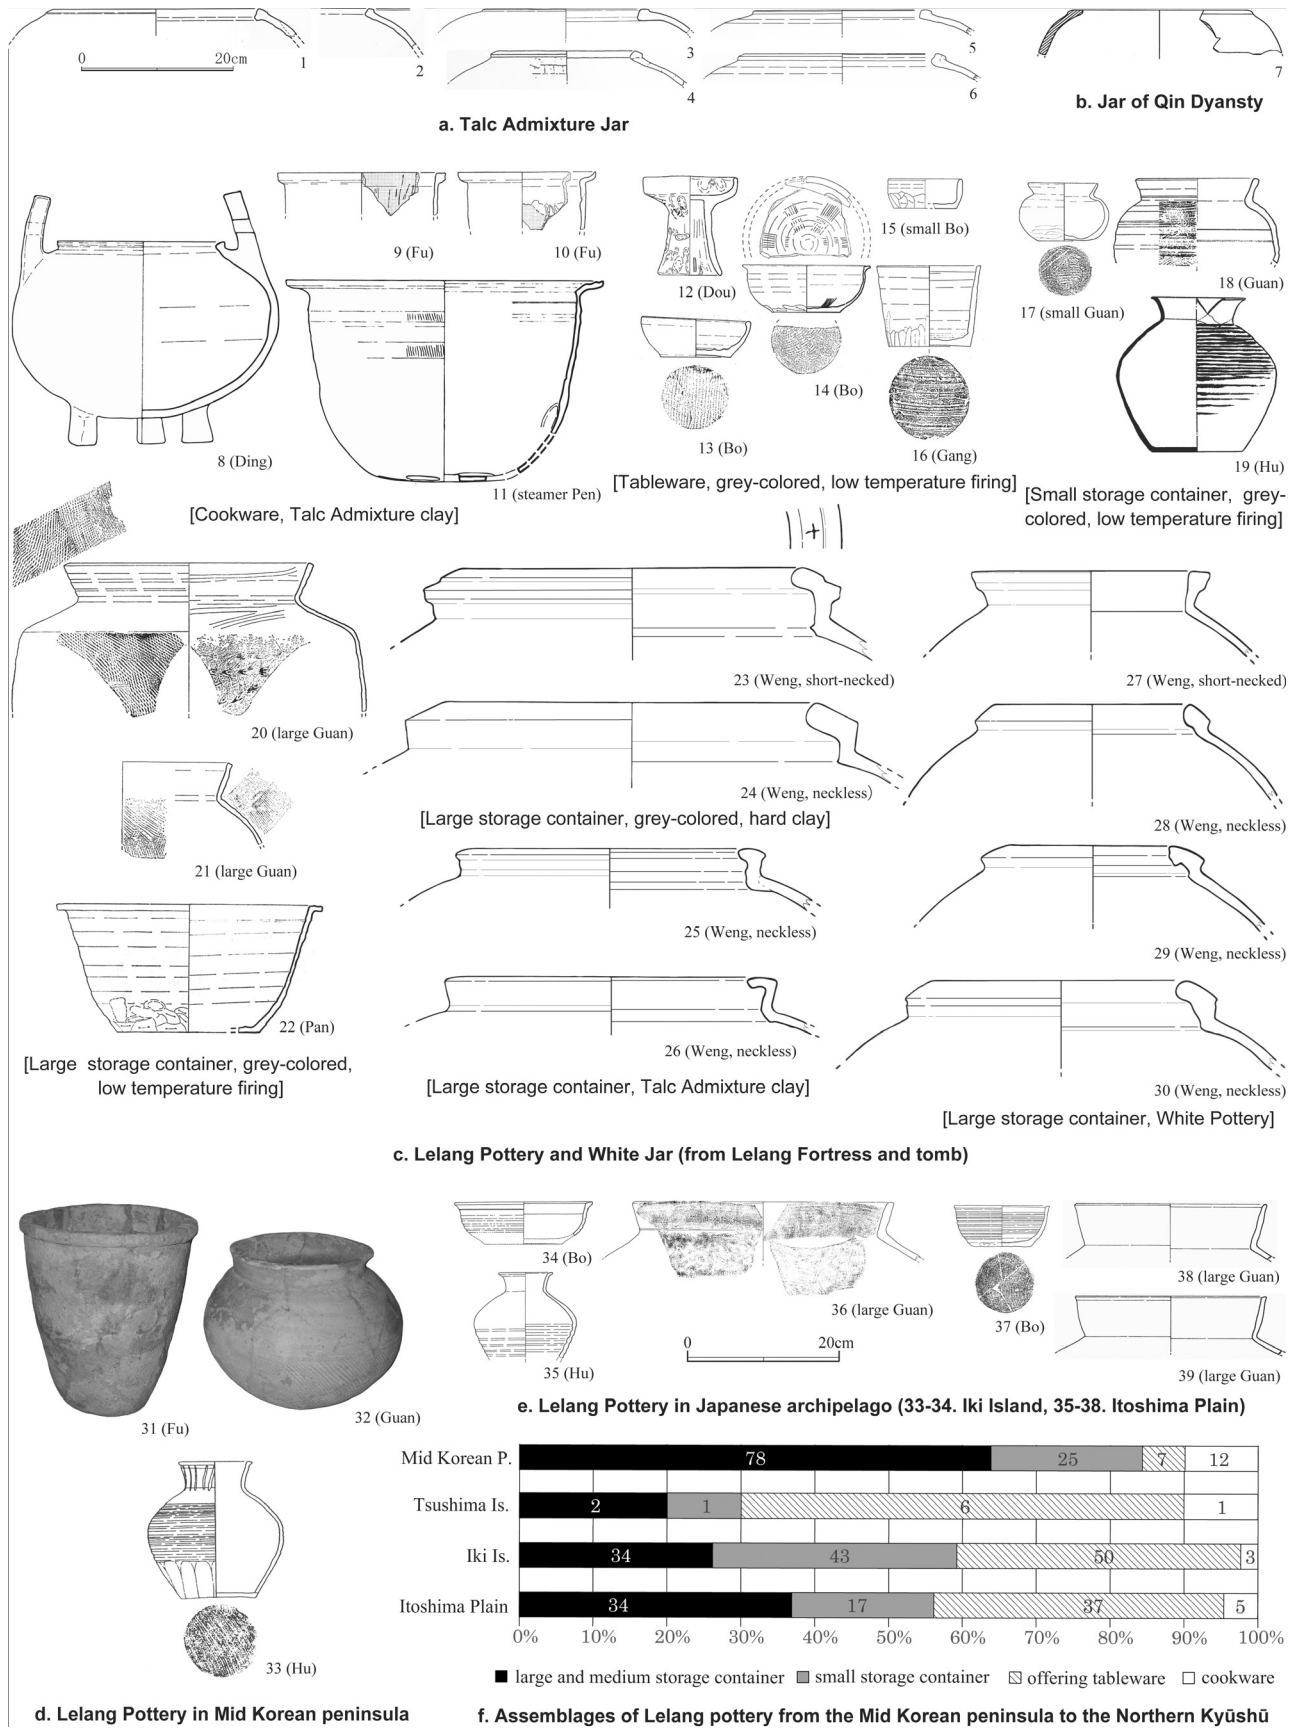 0 20cm
1
2
3
4
5
6
7
a. Talc Admixture Jar
b. Jar of Qin Dyansty
8 (Ding)
9 (Fu)
10 (Fu)
11 (steamer Pen)
[Cookware, Talc Admixture clay]
12 (Dou)
13 (Bo)
14 (Bo)
15 (small Bo)
16 (Gang)
[Tableware, grey-colored, low temperature firing]
17 (small Guan)
18 (Guan)
19 (Hu)
[Small storage container, grey-
colored, low temperature firing]
20 (large Guan)
21 (large Guan)
22 (Pan)
[Large storage container, grey-colored,
low temperature firing]
23 (Weng, short-necked)
24 (Weng, neckless)
[Large storage container, grey-colored, hard clay]
25 (Weng, neckless)
26 (Weng, neckless)
[Large storage container, Talc Admixture clay]
27 (Weng, short-necked)
28 (Weng, neckless)
29 (Weng, neckless)
30 (Weng, neckless)
[Large storage container, White Pottery]
c. Lelang Pottery and White Jar (from Lelang Fortress and tomb)
31 (Fu)
32 (Guan)
33 (Hu)
d. Lelang Pottery in Mid Korean peninsula
34 (Bo)
35 (Hu)
36 (large Guan)
0 20cm
37 (Bo)
38 (large Guan)
39 (large Guan)
e. Lelang Pottery in Japanese archipelago (33-34. Iki Island, 35-38. Itoshima Plain)
Mid Korean P. 78 25 7 12
Tsushima Is. 2 1 6 1
Iki Is. 34 43 50 3
Itoshima Plain 34 17 37 5
0% 10% 20% 30% 40% 50% 60% 70% 80% 90% 100%
large and medium storage container small storage container offering tableware cookware
f. Assemblages of Lelang pottery from the Mid Korean peninsula to the Northern Kyūshū